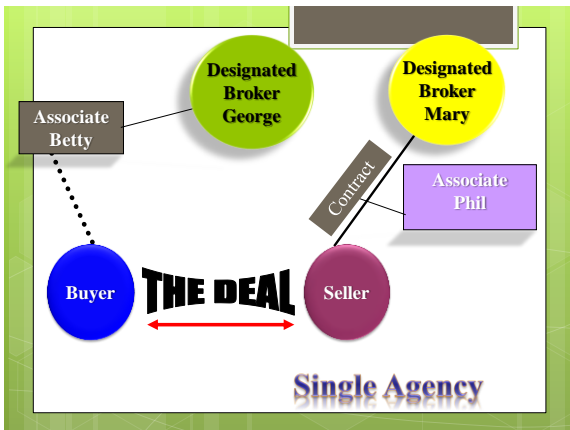 Designated
Broker
George
Designated
Broker
Mary
Associate
Betty
Contract
Associate
Phil
Buyer
THE DEAL
Seller
Single Agency